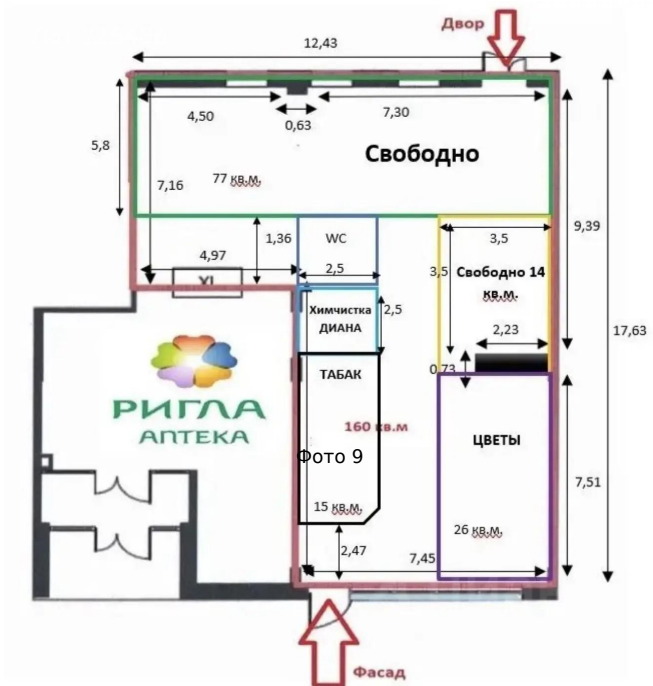 Двор
12,43
4,50
0,63
7,30
5,8
Свободно
77 кв.м.
7,16
9,39
1,36
WC
3,5
4,97
2,5
3,5
Свободно 14
кв.м.
Химчистка
ДИАНА
2,5
2,23
17,63
0,73
ТАБАК
РИГЛА
АПТЕКА
160 кв.м
ЦВЕТЫ
Фото 9
7,51
15 кв.м.
26 кв.м.
2,47
7,45
Фасад